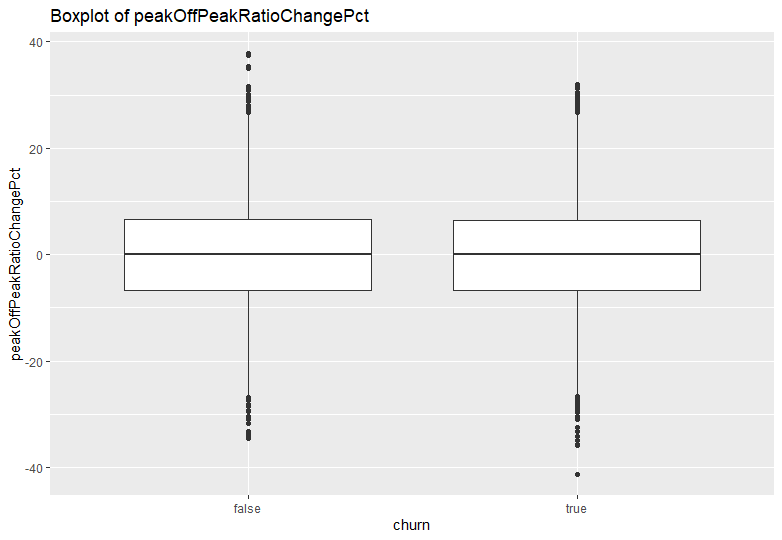 Boxplot of peakOffPeakRatioChangePct
peakOffPeakRatioChangePct
40
20
0
-20
-40
false
true
churn